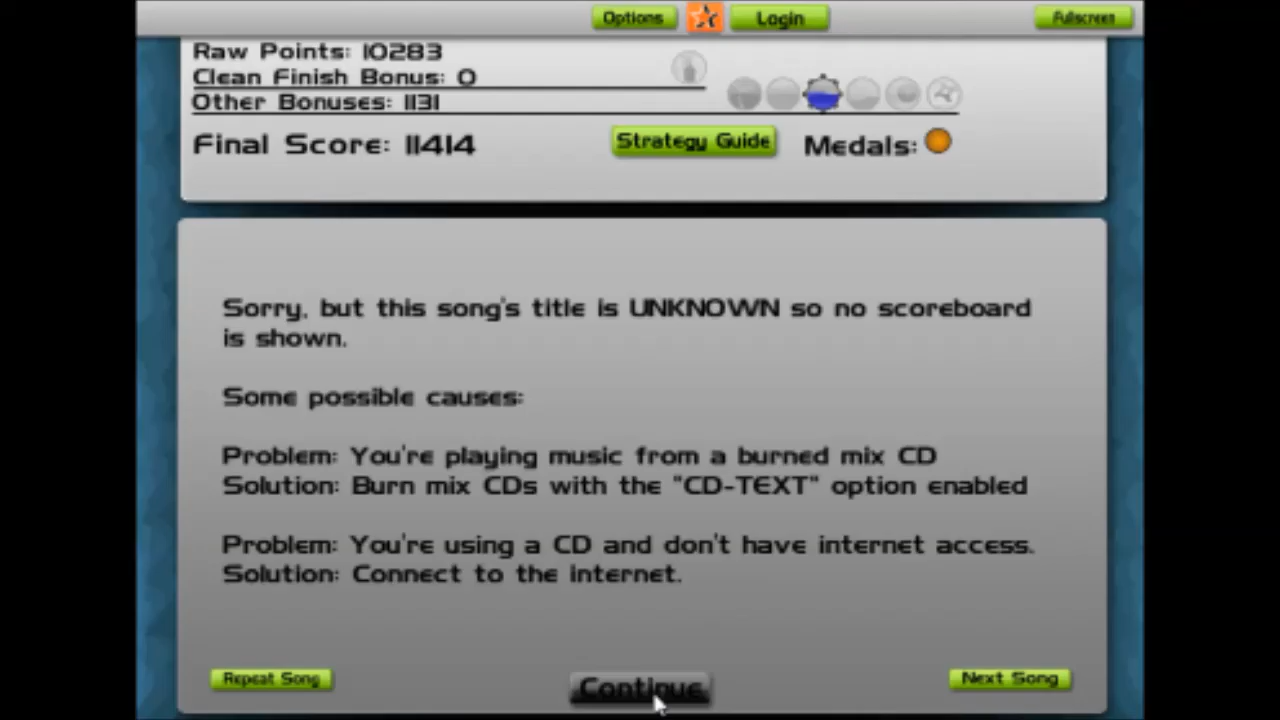 Options Login Fullscreen
Raw Points: 10283
Clean Finish Bonus: 0
Other Bonuses: 1131
Final Score: 11414 Strategy Guide Medals:
Sorry, but this song's title is UNKNOWN so no scoreboard
is shown.
Some possible causes:
Problem: You're playing music from a burned mix CD
Solution: Burn mix CDs with the "CD-TEXT" option enabled
Problem: You're using a CD and don't have internet access.
Solution: Connect to the internet.
Repeat Song Continue Next Song